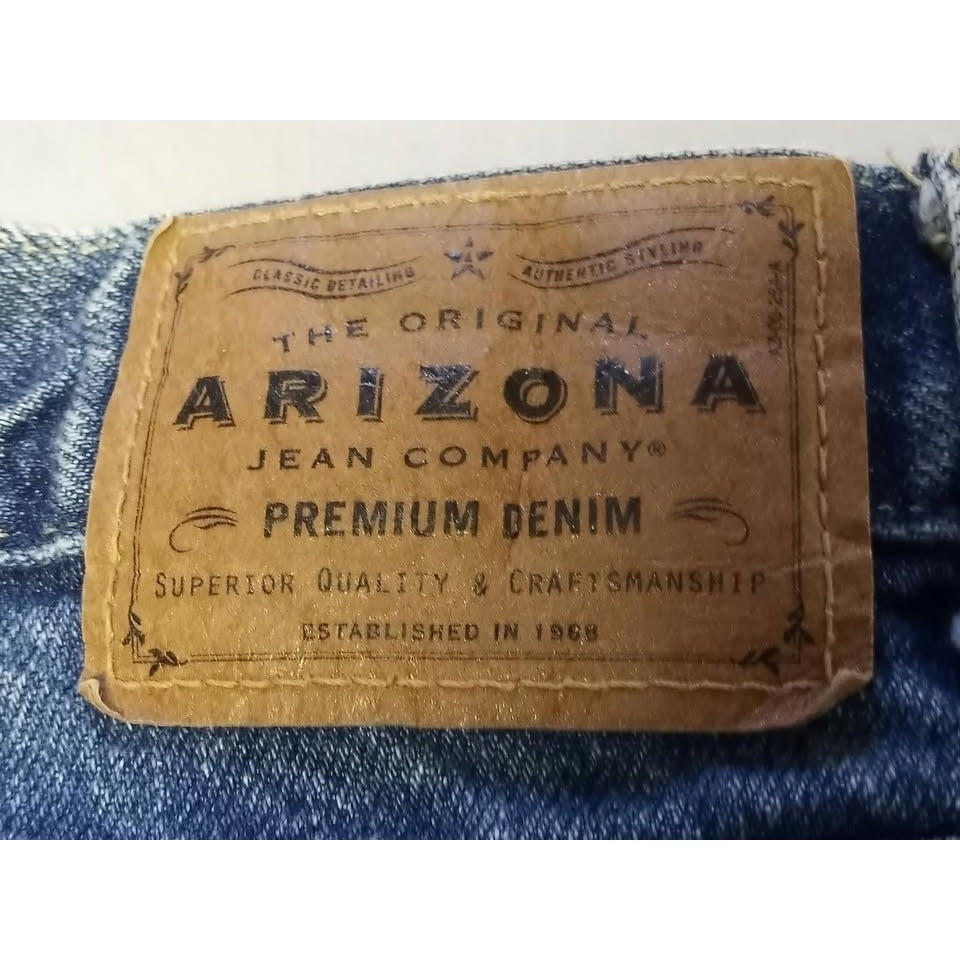 CLASSIC DETAILING
AUTHENTIC STYLING
THE ORIGINAL
ARIZONA
JEAN COMPANY®
PREMIUM DENIM
SUPERIOR QUALITY & CRAFTSMANSHIP
ESTABLISHED IN 1968